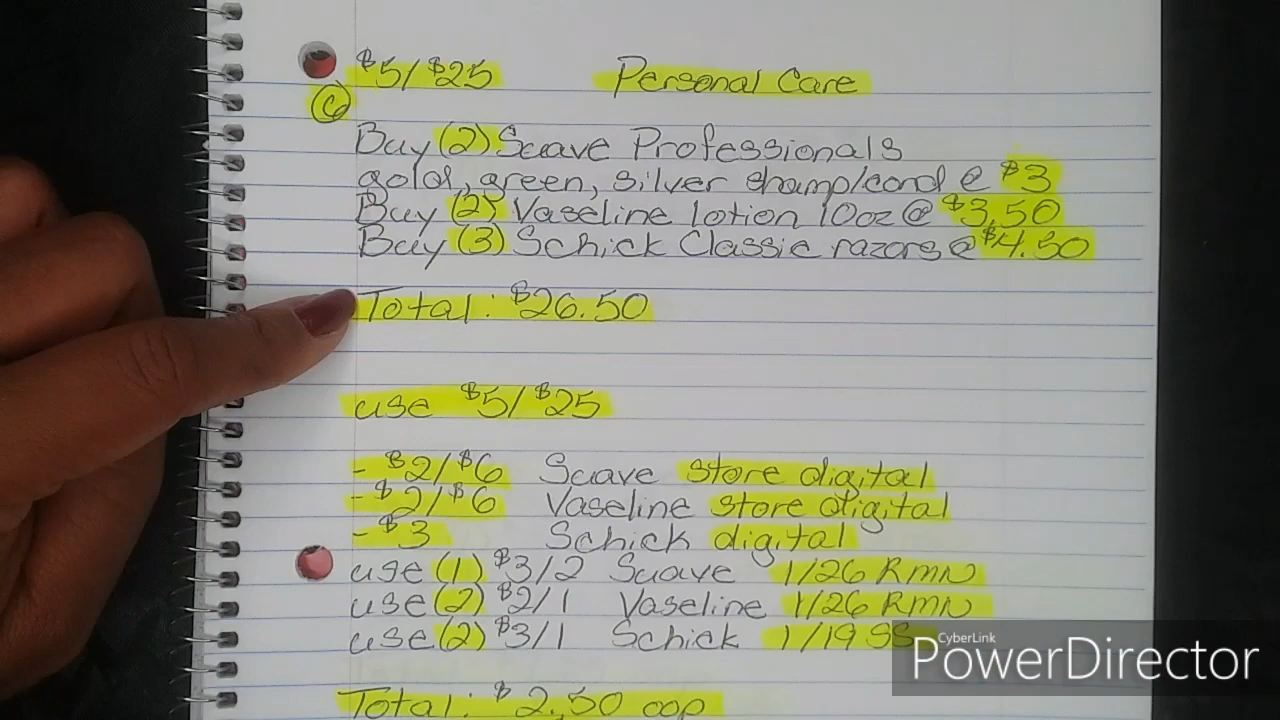 $5/$25 Personal Care
6
Buy (2) Suave Professionals
gold, green, silver shamp/cond @ $3
Buy (2) Vaseline lotion 10oz @ $3.50
Buy (3) Schick Classic razors @ $4.50
Total: $26.50
use $5/$25
- $2/$6 Suave store digital
- $2/$6 Vaseline store digital
- $3 Schick digital
use (1) $3/2 Suave 1/26 RMN
use (2) $2/1 Vaseline 1/26 RMN
use (2) $3/1 Schick 1/19 SS
CyberLink
PowerDirector
Total: $2.50 oop